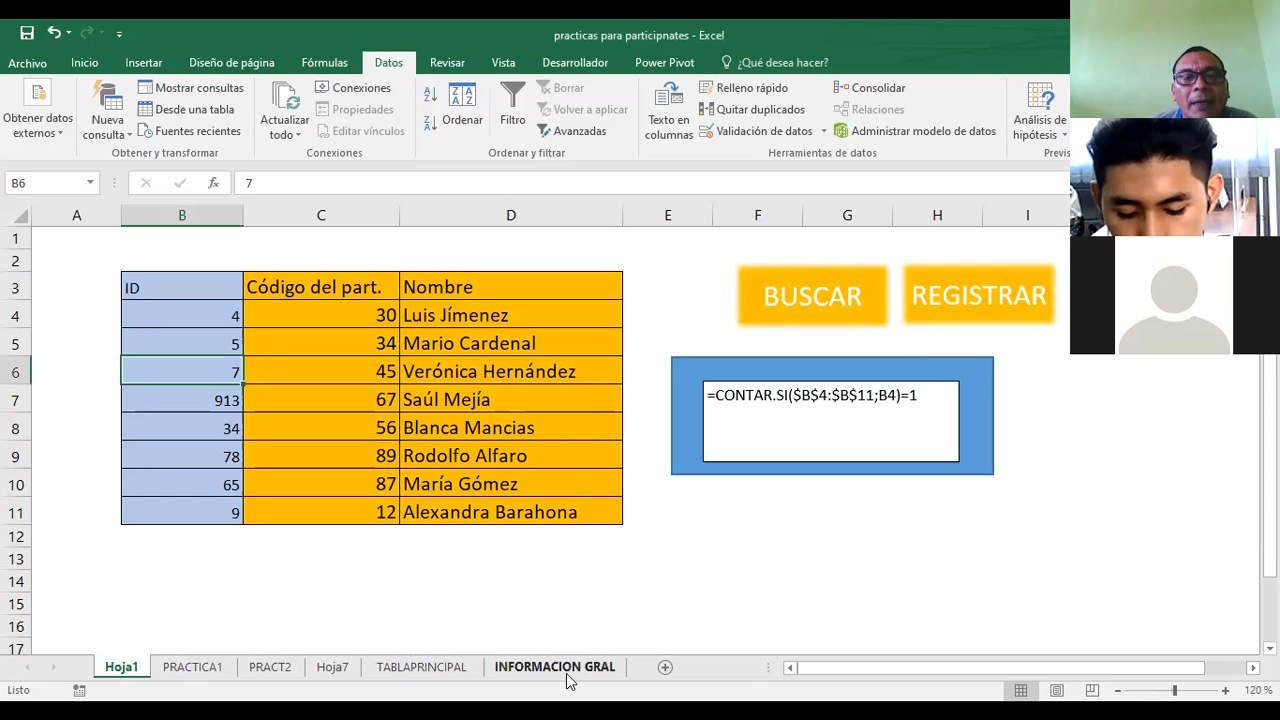 practicas para participnates - Excel
Archivo Inicio Insertar Diseño de página Fórmulas Datos Revisar Vista Desarrollador Power Pivot ¿Qué desea hacer?
Obtener datos externos
Nueva consulta
Mostrar consultas
Desde una tabla
Fuentes recientes
Obtener y transformar
Actualizar todo
Conexiones
Propiedades
Editar vínculos
Conexiones
Ordenar
Filtro
Borrar
Volver a aplicar
Avanzadas
Ordenar y filtrar
Texto en columnas
Relleno rápido
Quitar duplicados
Validación de datos
Consolidar
Relaciones
Administrar modelo de datos
Herramientas de datos
Análisis de hipótesis
Previs
B6 fx 7
A B C D E F G H I
1
2
3 ID Código del part. Nombre
4 4 30 Luis Jímenez
5 5 34 Mario Cardenal
6 7 45 Verónica Hernández
7 913 67 Saúl Mejía
8 34 56 Blanca Mancias
9 78 89 Rodolfo Alfaro
10 65 87 María Gómez
11 9 12 Alexandra Barahona
12
13
14
15
16
17
BUSCAR REGISTRAR
=CONTAR.SI($B$4:$B$11;B4)=1
Hoja1 PRACTICA1 PRACT2 Hoja7 TABLAPRINCIPAL INFORMACION GRAL
Listo 120 %